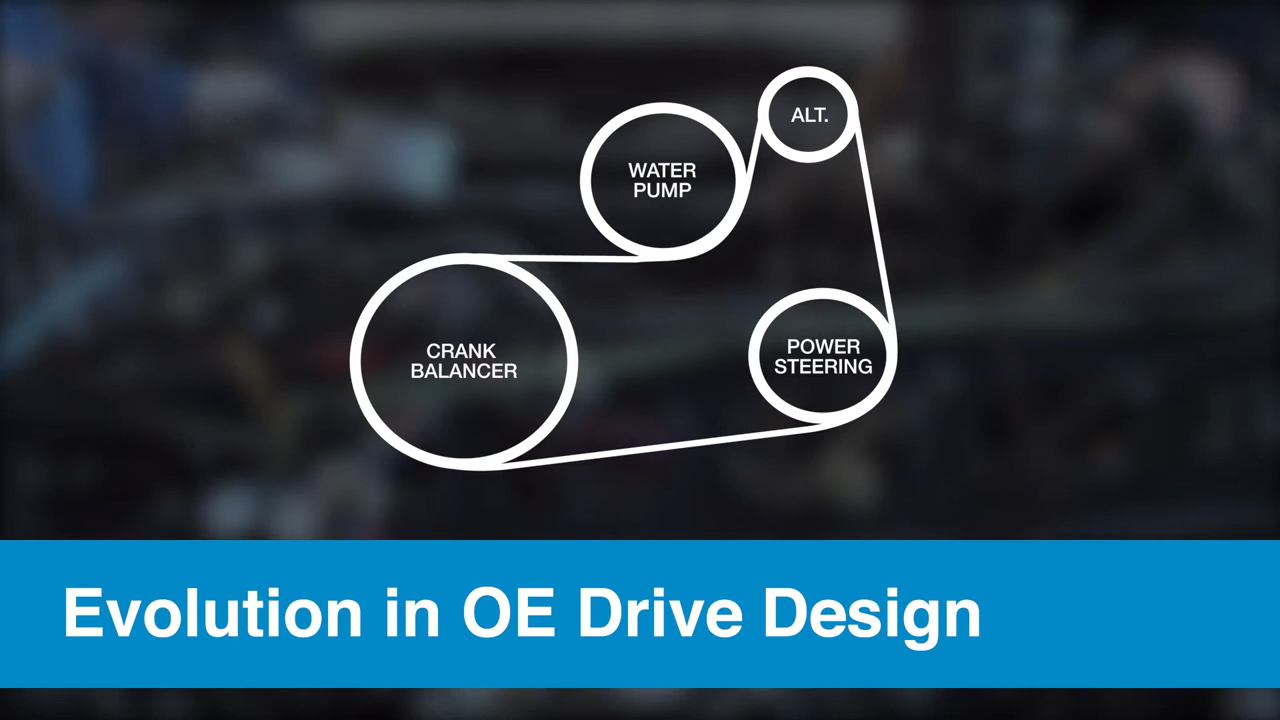 ALT.
WATER
PUMP
CRANK
BALANCER
POWER
STEERING
Evolution in OE Drive Design